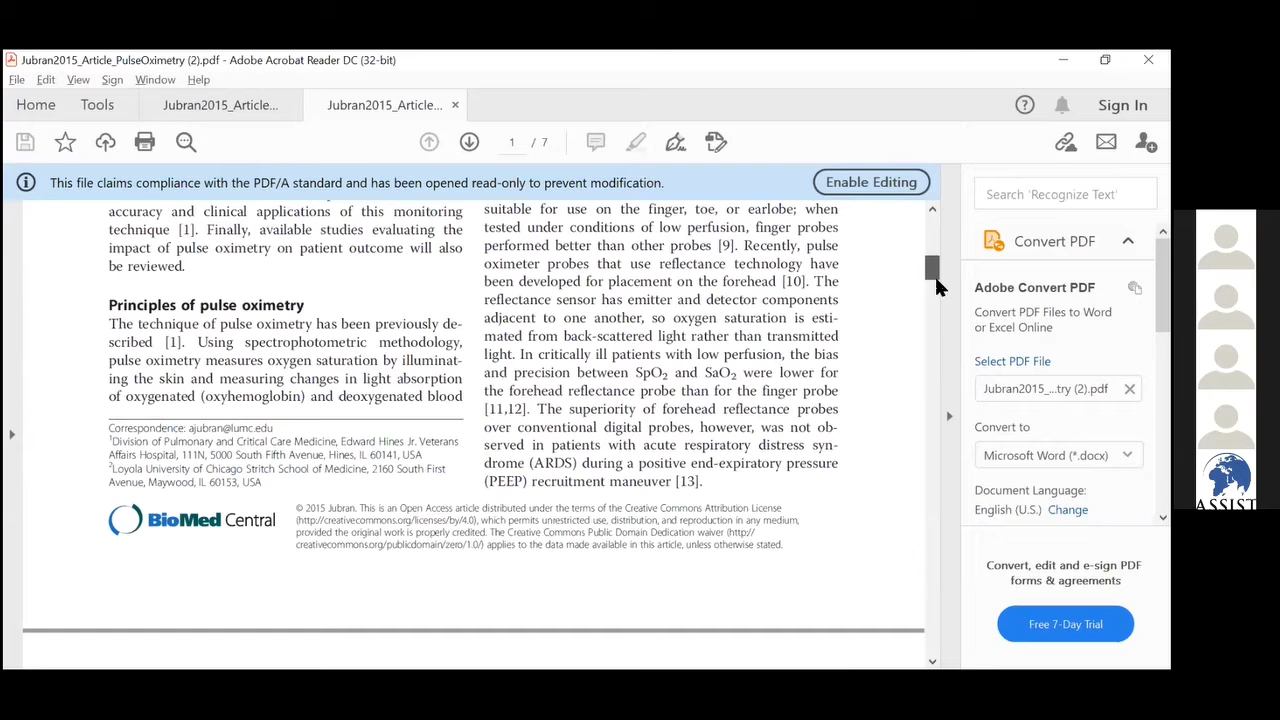 Jubran2015_Article_PulseOximetry (2).pdf - Adobe Acrobat Reader DC (32-bit)
File Edit View Sign Window Help
Home Tools Jubran2015_Article... Jubran2015_Article... × Sign In
1 / 7
This file claims compliance with the PDF/A standard and has been opened read-only to prevent modification. Enable Editing
accuracy and clinical applications of this monitoring
technique [1]. Finally, available studies evaluating the
impact of pulse oximetry on patient outcome will also
be reviewed.
Principles of pulse oximetry
The technique of pulse oximetry has been previously de-
scribed [1]. Using spectrophotometric methodology,
pulse oximetry measures oxygen saturation by illuminat-
ing the skin and measuring changes in light absorption
of oxygenated (oxyhemoglobin) and deoxygenated blood
Correspondence: ajubran@lumc.edu
1Division of Pulmonary and Critical Care Medicine, Edward Hines Jr. Veterans
Affairs Hospital, 111N, 5000 South Fifth Avenue, Hines, IL 60141, USA
2Loyola University of Chicago Stritch School of Medicine, 2160 South First
Avenue, Maywood, IL 60153, USA
suitable for use on the finger, toe, or earlobe; when
tested under conditions of low perfusion, finger probes
performed better than other probes [9]. Recently, pulse
oximeter probes that use reflectance technology have
been developed for placement on the forehead [10]. The
reflectance sensor has emitter and detector components
adjacent to one another, so oxygen saturation is esti-
mated from back-scattered light rather than transmitted
light. In critically ill patients with low perfusion, the bias
and precision between SpO2 and SaO2 were lower for
the forehead reflectance probe than for the finger probe
[11,12]. The superiority of forehead reflectance probes
over conventional digital probes, however, was not ob-
served in patients with acute respiratory distress syn-
drome (ARDS) during a positive end-expiratory pressure
(PEEP) recruitment maneuver [13].
BioMed Central
© 2015 Jubran. This is an Open Access article distributed under the terms of the Creative Commons Attribution License
(http://creativecommons.org/licenses/by/4.0), which permits unrestricted use, distribution, and reproduction in any medium,
provided the original work is properly credited. The Creative Commons Public Domain Dedication waiver (http://
creativecommons.org/publicdomain/zero/1.0/) applies to the data made available in this article, unless otherwise stated.
Search 'Recognize Text'
Convert PDF
Adobe Convert PDF
Convert PDF Files to Word
or Excel Online
Select PDF File
Jubran2015_...try (2).pdf
Convert to
Microsoft Word (*.docx)
Document Language:
English (U.S.) Change
Convert, edit and e-sign PDF
forms & agreements
Free 7-Day Trial
ASSIST